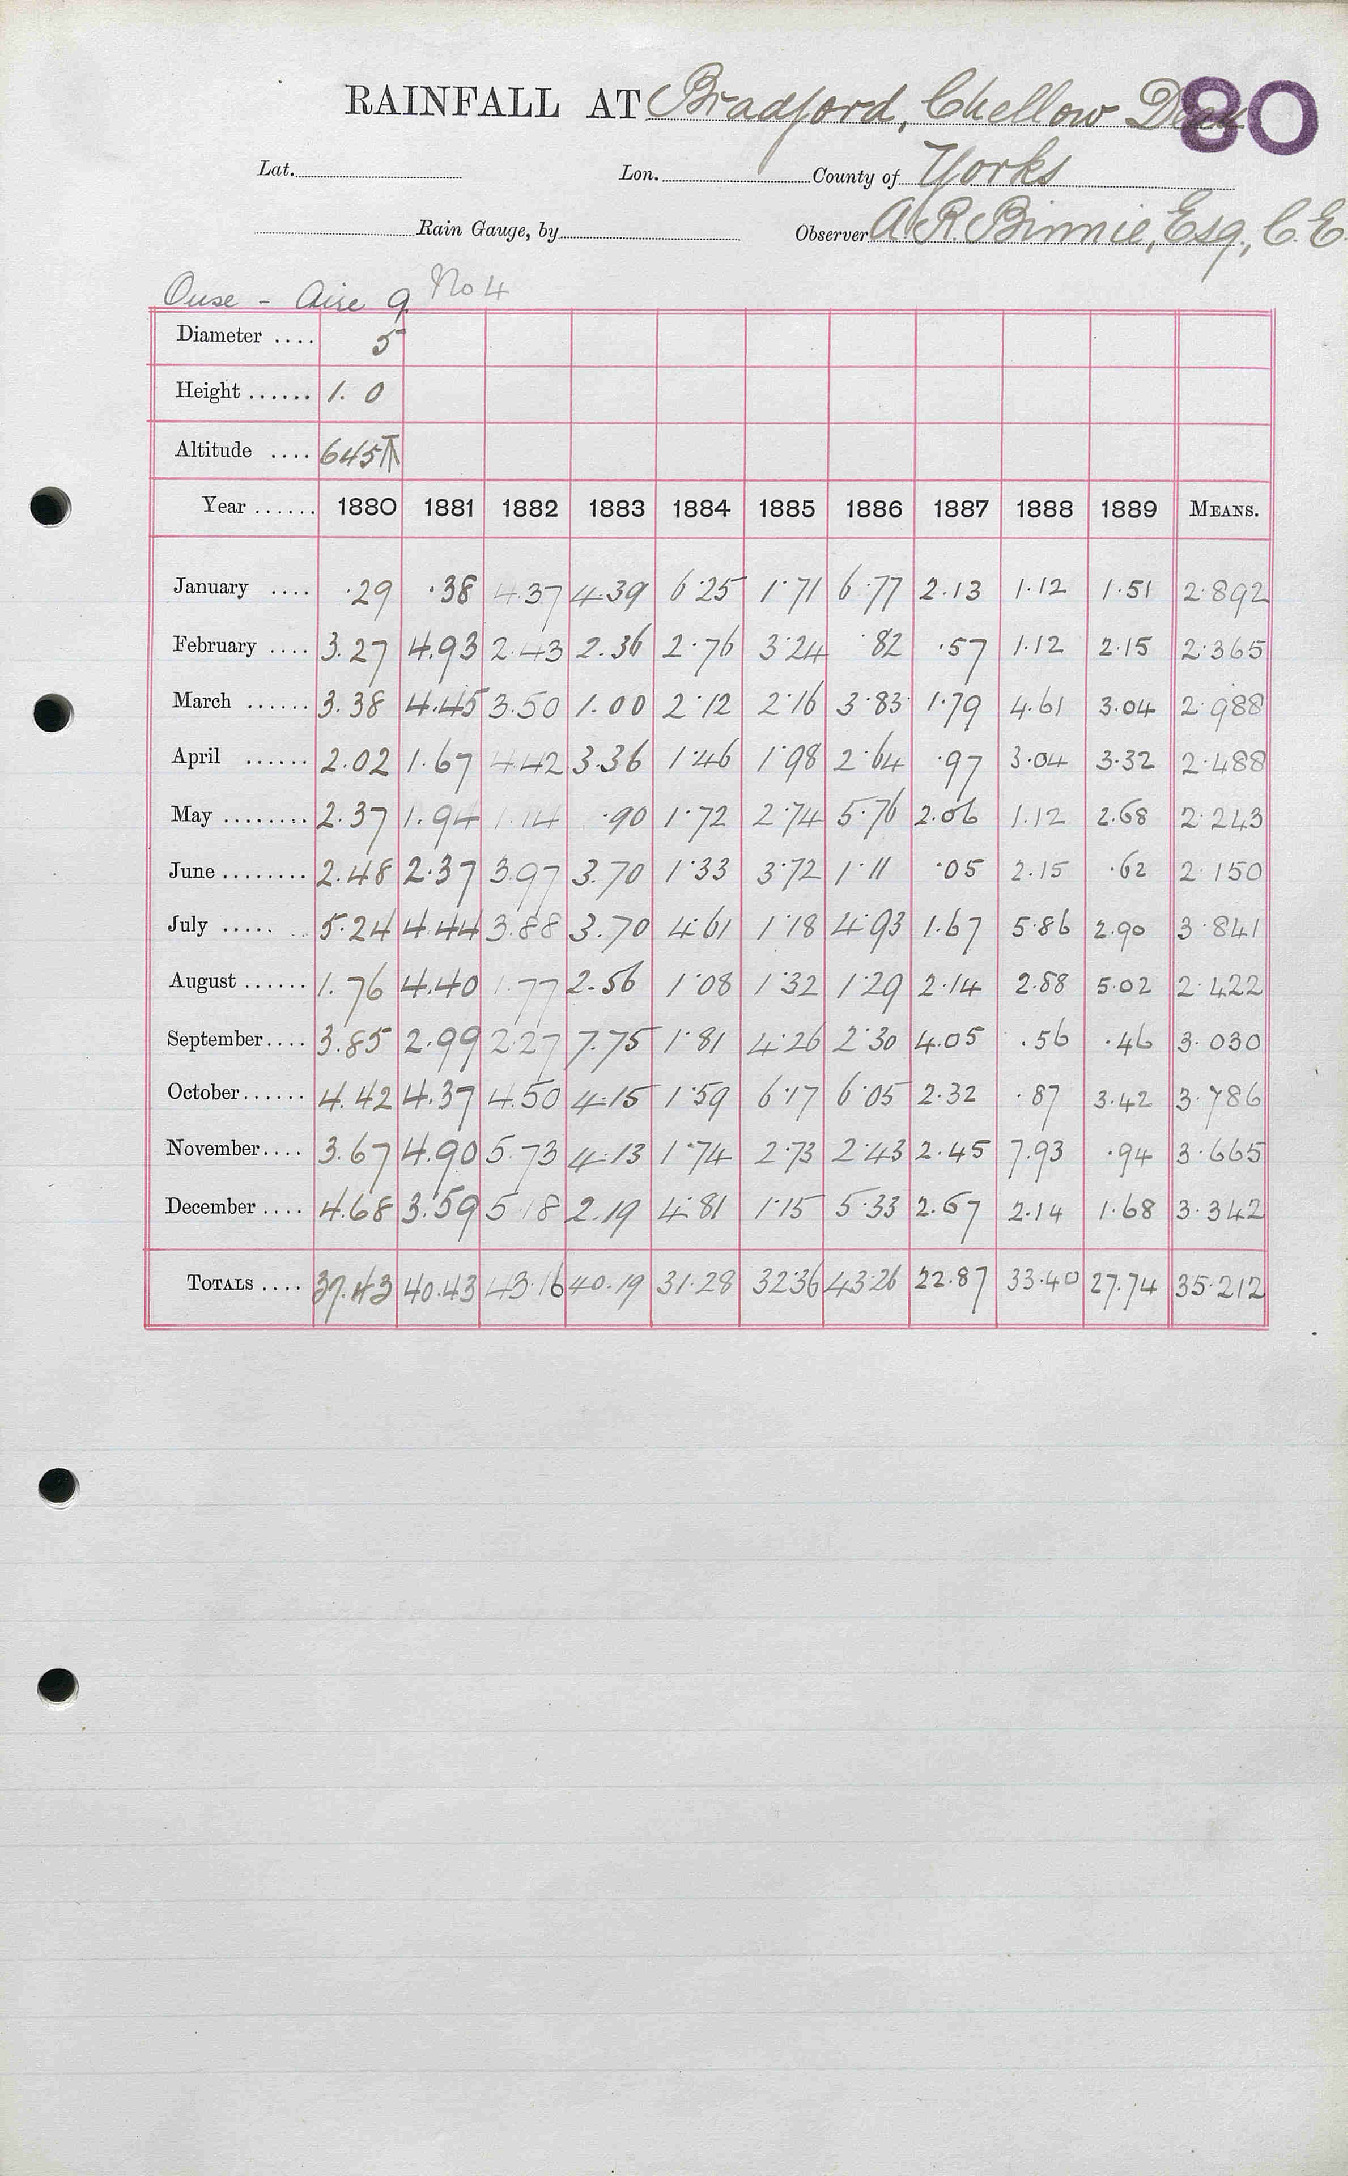 RAINFALL AT Bradford, Chellow Dean 80
Lat. Lon. County of Yorks
Rain Gauge, by Observer A R Binnie, Esq., C.E.
Ouse - Aire 9 No 4
Diameter .... 5
Height ...... 1. 0
Altitude .... 645
Year ...... 1880 1881 1882 1883 1884 1885 1886 1887 1888 1889 MEANS.
January .... .29 .38 4.37 4.39 6.25 1.71 6.77 2.13 1.12 1.51 2.892
February .... 3.27 4.93 2.43 2.36 2.76 3.24 .82 .57 1.12 2.15 2.365
March ...... 3.38 4.45 3.50 1.00 2.12 2.16 3.83 1.79 4.61 3.04 2.988
April ...... 2.02 1.67 4.42 3.36 1.46 1.98 2.64 .97 3.04 3.32 2.488
May ........ 2.37 1.94 1.14 .90 1.72 2.74 5.76 2.06 1.12 2.68 2.243
June ........ 2.48 2.37 3.97 3.70 1.33 3.72 1.11 .05 2.15 .62 2.150
July ..... .. 5.24 4.44 3.88 3.70 4.61 1.18 4.93 1.67 5.86 2.90 3.841
August ...... 1.76 4.40 1.77 2.56 1.08 1.32 1.29 2.14 2.88 5.02 2.422
September.... 3.85 2.99 2.27 7.75 1.81 4.26 2.30 4.05 .56 .46 3.030
October...... 4.42 4.37 4.50 4.15 1.59 6.17 6.05 2.32 .87 3.42 3.786
November.... 3.67 4.90 5.73 4.13 1.74 2.73 2.43 2.45 7.93 .94 3.665
December .... 4.68 3.59 5.18 2.19 4.81 1.15 5.33 2.67 2.14 1.68 3.342
TOTALS .... 37.43 40.43 43.16 40.19 31.28 32.36 43.26 22.87 33.40 27.74 35.212